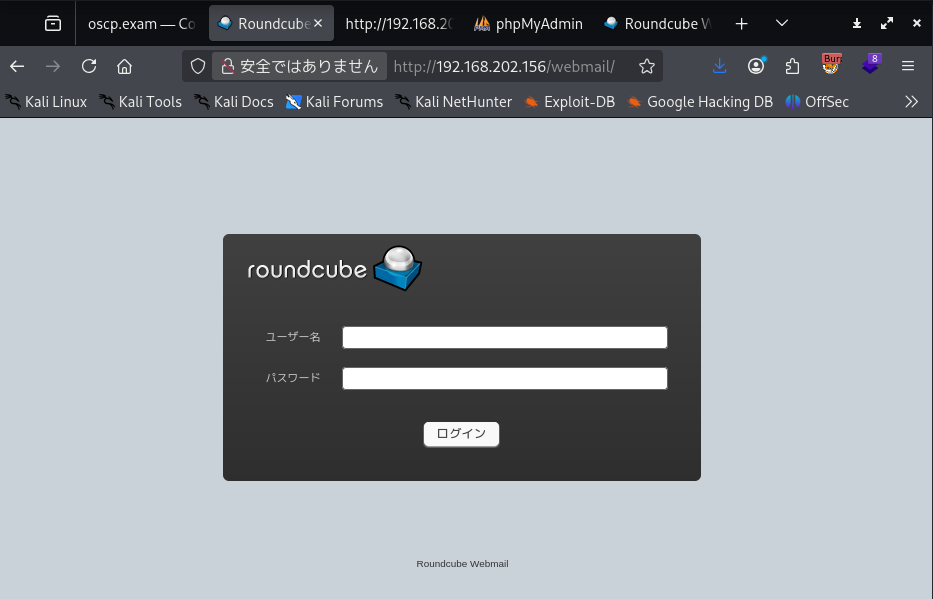 oscp.exam — Co
Roundcube
http://192.168.20
phpMyAdmin
Roundcube W
安全ではありません
http://192.168.202.156/webmail/
Bur
8
Kali Linux
Kali Tools
Kali Docs
Kali Forums
Kali NetHunter
Exploit-DB
Google Hacking DB
OffSec
roundcube
ユーザー名
パスワード
ログイン
Roundcube Webmail